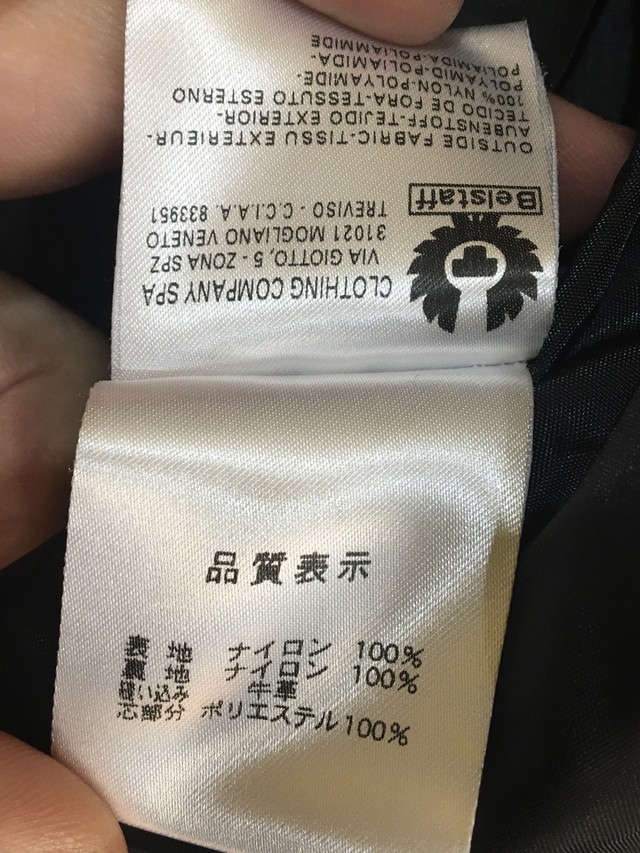 CLOTHING COMPANY SPA
VIA GIOTTO, 5 - ZONA SPZ
31021 MOGLIANO VENETO
TREVISO - C.C.I.A.A. 833951
Belstaff
OUTSIDE FABRIC-TISSU EXTERIEUR-
AUBENSTOFF-TEJIDO EXTERIOR-
TECIDO DE FORA-TESSUTO ESTERNO
100% NYLON-POLYAMIDE-
POLYAMID-POLIAMIDA-
POLIAMIDA-POLIAMIDE
品質表示
表地 ナイロン 100%
裏地 ナイロン 100%
縫い込み 牛革
芯部分 ポリエステル100%